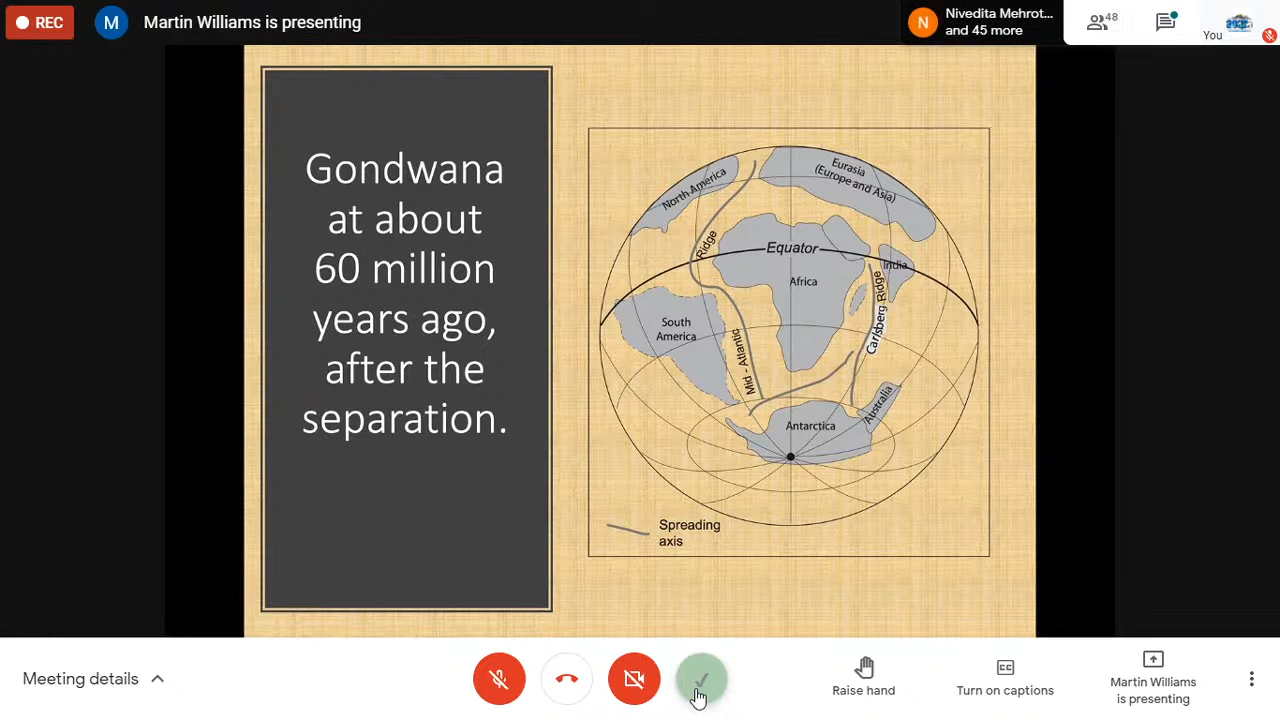 REC
M
Martin Williams is presenting
N
Nivedita Mehrot...
and 45 more
48
You
Gondwana
at about
60 million
years ago,
after the
separation.
North America
Eurasia
(Europe and Asia)
Ridge
Equator
India
Africa
Carlsberg Ridge
South
America
Mid - Atlantic
Australia
Antarctica
Spreading
axis
Meeting details
Raise hand
CC
Turn on captions
Martin Williams
is presenting